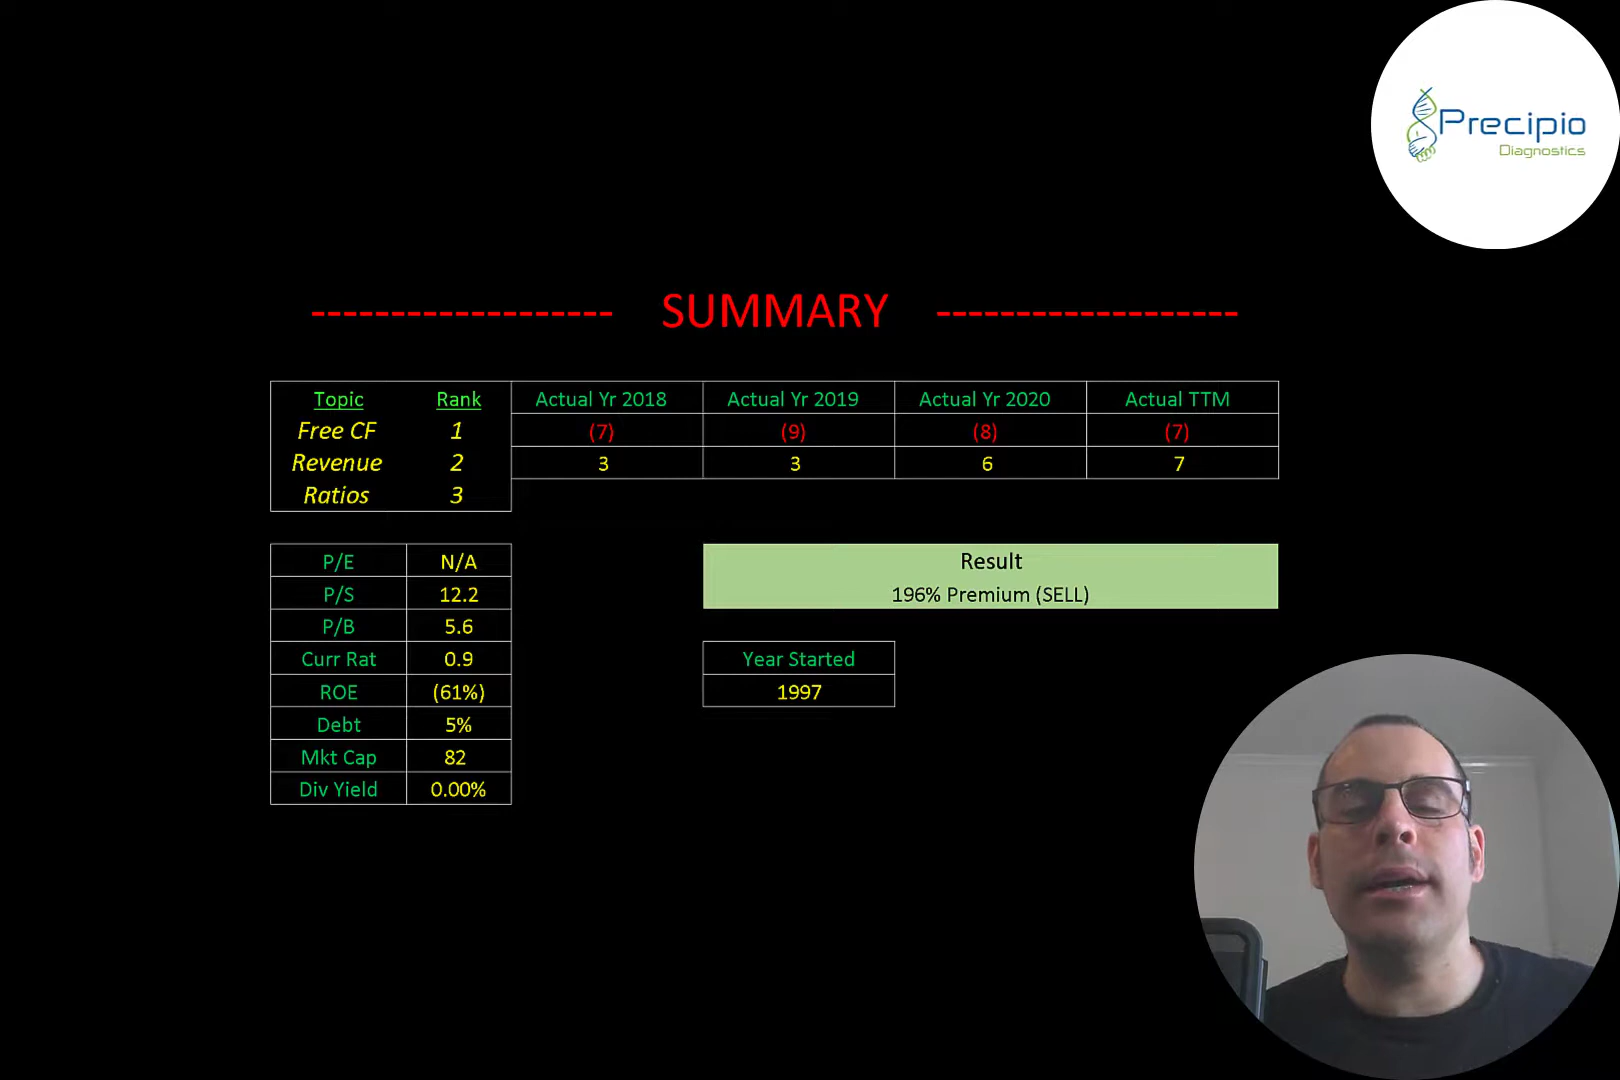 Precipio
Diagnostics
------------------- SUMMARY -------------------
Topic Rank Actual Yr 2018 Actual Yr 2019 Actual Yr 2020 Actual TTM
Free CF 1 (7) (9) (8) (7)
Revenue 2 3 3 6 7
Ratios 3
P/E N/A
P/S 12.2
P/B 5.6
Curr Rat 0.9
ROE (61%)
Debt 5%
Mkt Cap 82
Div Yield 0.00%
Result
196% Premium (SELL)
Year Started
1997